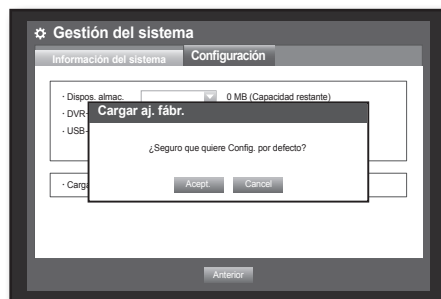 Gestión del sistema
Información del sistema Configuración
· Dispos. almac. 0 MB (Capacidad restante)
· DVR
· USB
Cargar aj. fábr.
¿Seguro que quiere Config. por defecto?
Acept. Cancel
· Carga
Anterior